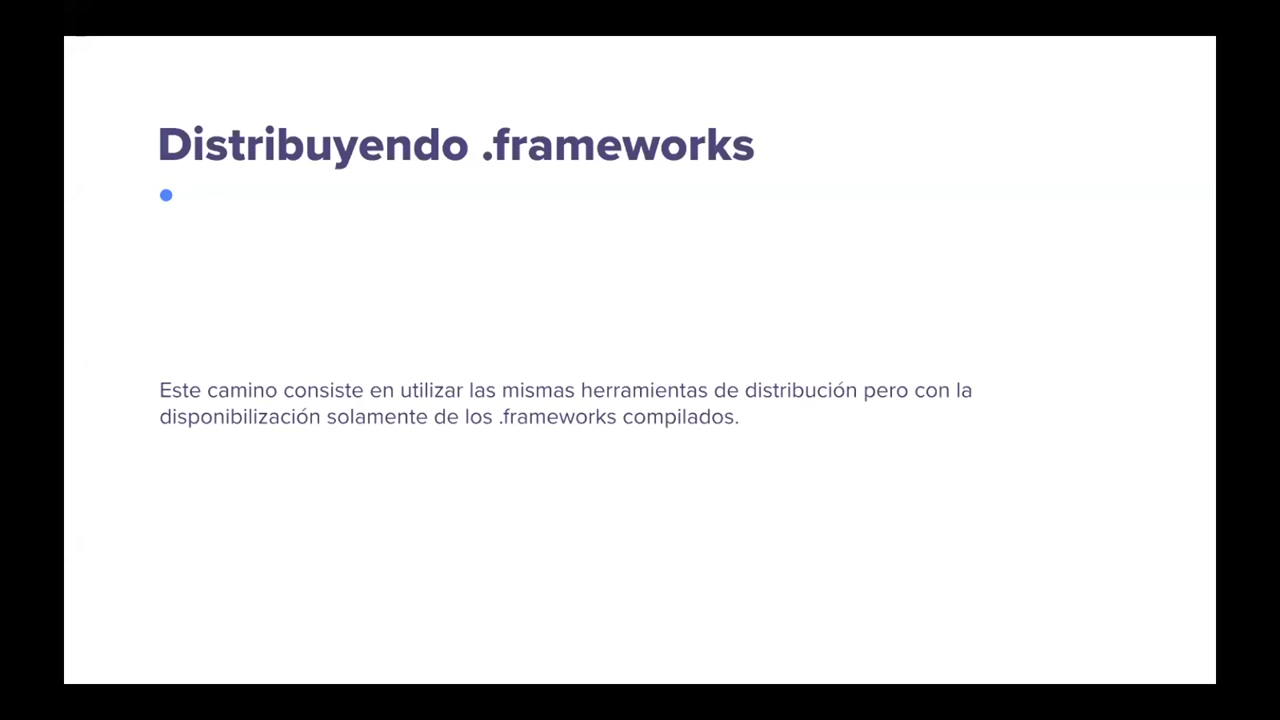 Distribuyendo .frameworks
Este camino consiste en utilizar las mismas herramientas de distribución pero con la
disponibilización solamente de los .frameworks compilados.